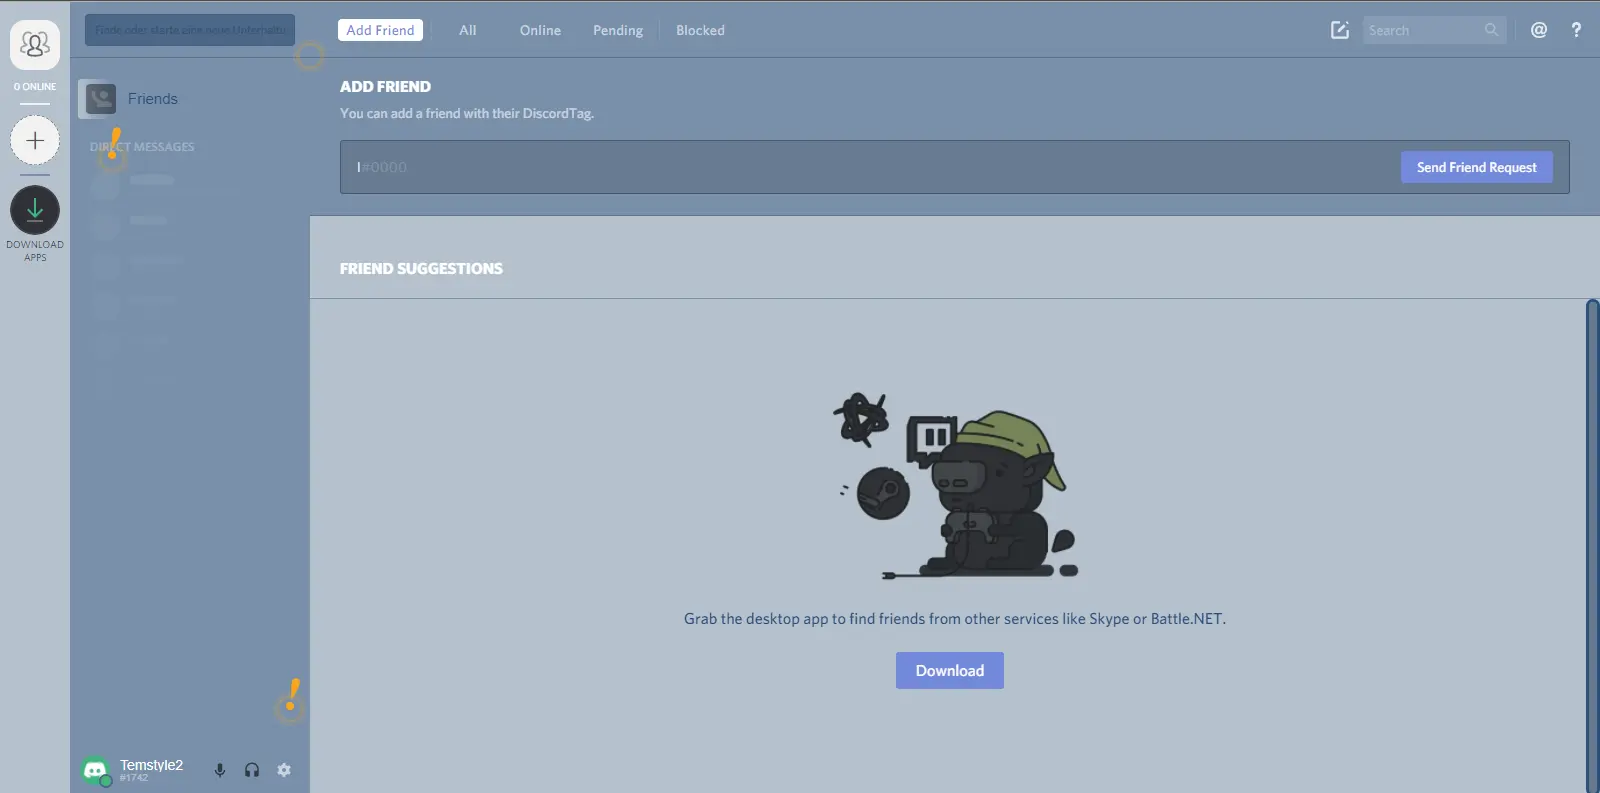 Finde oder starte eine neue Unterhaltu
Add Friend
All
Online
Pending
Blocked
Search
@
?
0 ONLINE
Friends
DIRECT MESSAGES
DOWNLOAD
APPS
ADD FRIEND
You can add a friend with their DiscordTag.
#0000
Send Friend Request
FRIEND SUGGESTIONS
Grab the desktop app to find friends from other services like Skype or Battle.NET.
Download
Temstyle2
#1742